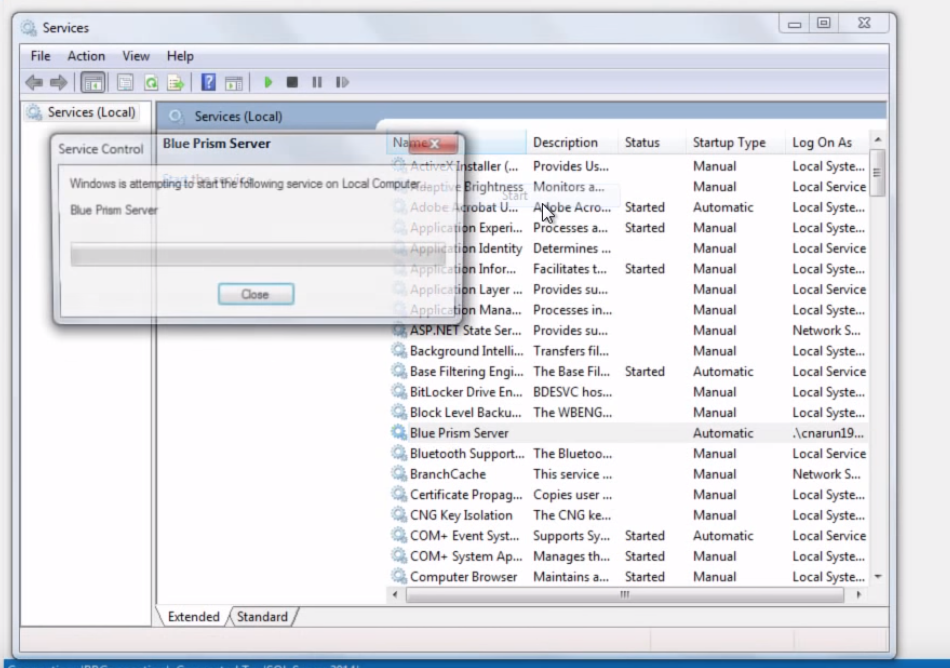 Services
File Action View Help
Services (Local)
Services (Local)
Service Control
Windows is attempting to start the following service on Local Computer
Blue Prism Server
Close
Blue Prism Server
Start the service
Start
Name Description Status Startup Type Log On As
ActiveX Installer (... Provides Us... Manual Local Syste...
Adaptive Brightness Monitors a... Manual Local Service
Adobe Acrobat U... Adobe Acro... Started Automatic Local Syste...
Application Experi... Processes a... Started Manual Local Syste...
Application Identity Determines ... Manual Local Service
Application Infor... Facilitates t... Started Manual Local Syste...
Application Layer ... Provides su... Manual Local Service
Application Mana... Processes in... Manual Local Syste...
ASP.NET State Ser... Provides su... Manual Network S...
Background Intelli... Transfers fil... Manual Local Syste...
Base Filtering Engi... The Base Fil... Started Automatic Local Service
BitLocker Drive En... BDESVC hos... Manual Local Syste...
Block Level Backu... The WBENG... Manual Local Syste...
Blue Prism Server Automatic .\cnarun19...
Bluetooth Support... The Bluetoo... Manual Local Service
BranchCache This service ... Manual Network S...
Certificate Propag... Copies user ... Manual Local Syste...
CNG Key Isolation The CNG ke... Manual Local Syste...
COM+ Event Syst... Supports Sy... Started Automatic Local Service
COM+ System Ap... Manages th... Started Manual Local Syste...
Computer Browser Maintains a... Started Manual Local Syste...
Extended Standard